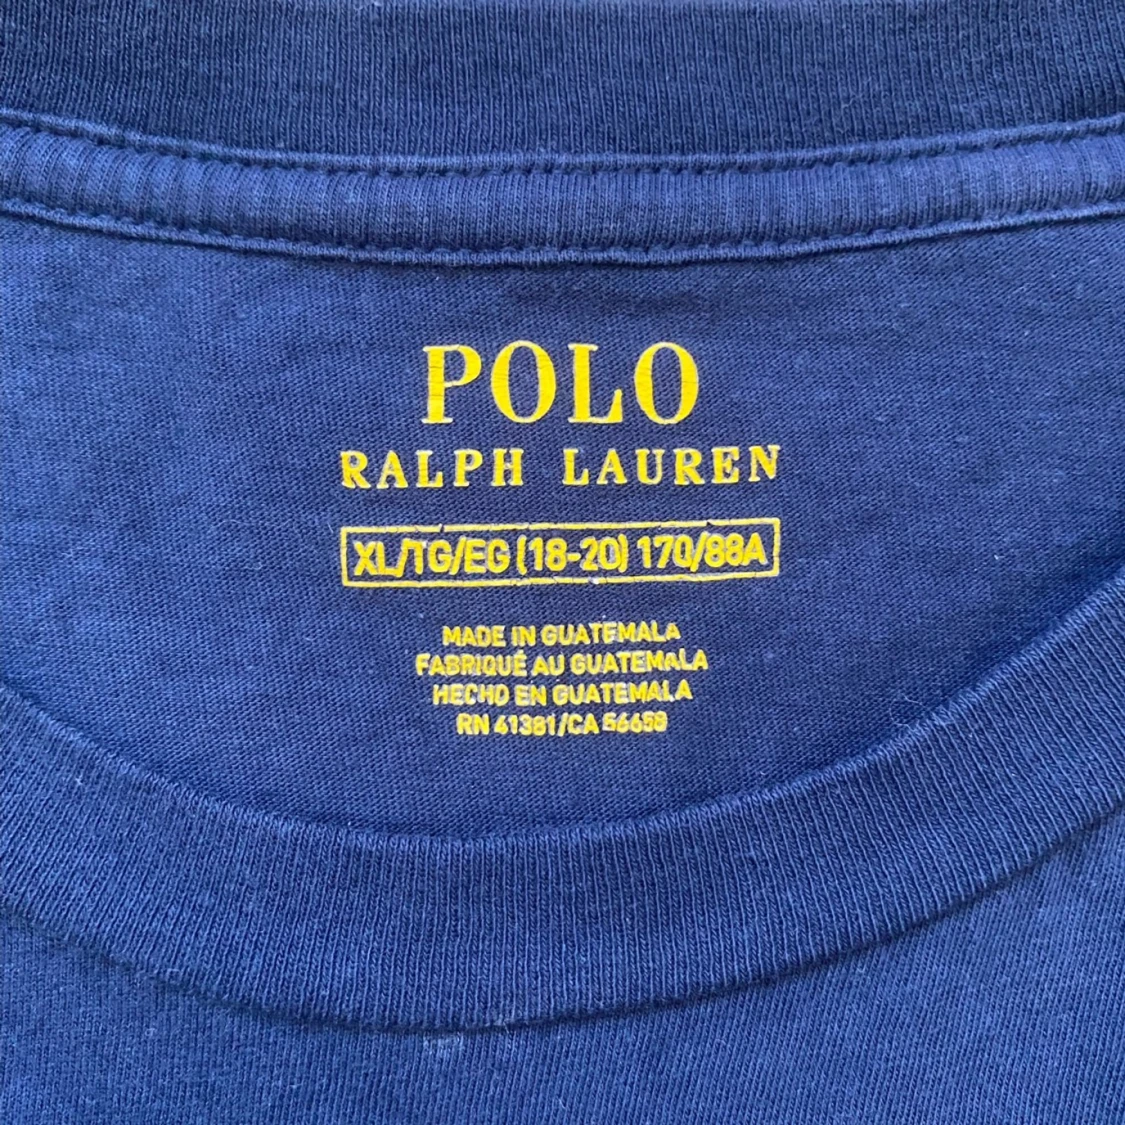 POLO
RALPH LAUREN
XL/TG/EG (18-20) 170/88A
MADE IN GUATEMALA
FABRIQUÉ AU GUATEMALA
HECHO EN GUATEMALA
RN 41381/CA 56658